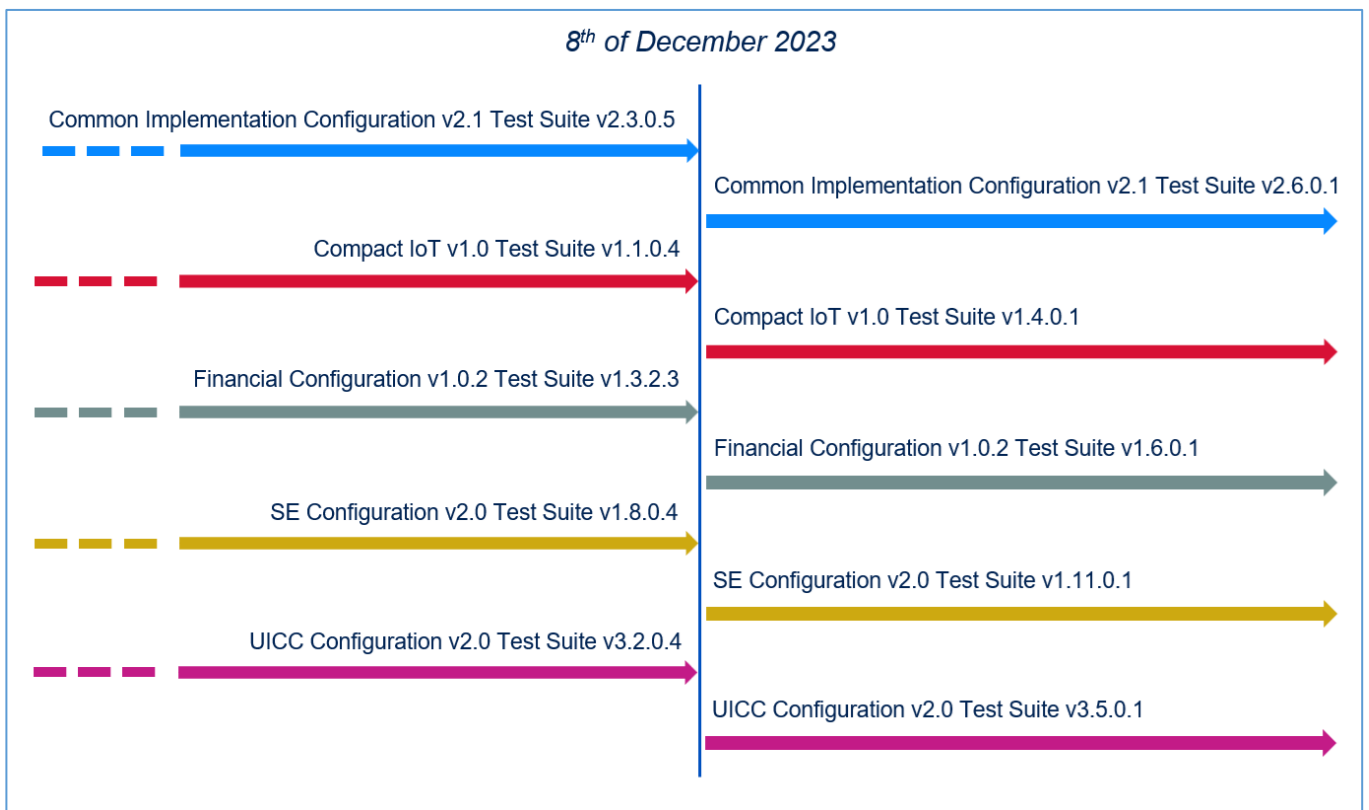 8th of December 2023
Common Implementation Configuration v2.1 Test Suite v2.3.0.5
Common Implementation Configuration v2.1 Test Suite v2.6.0.1
Compact IoT v1.0 Test Suite v1.1.0.4
Compact IoT v1.0 Test Suite v1.4.0.1
Financial Configuration v1.0.2 Test Suite v1.3.2.3
Financial Configuration v1.0.2 Test Suite v1.6.0.1
SE Configuration v2.0 Test Suite v1.8.0.4
SE Configuration v2.0 Test Suite v1.11.0.1
UICC Configuration v2.0 Test Suite v3.2.0.4
UICC Configuration v2.0 Test Suite v3.5.0.1